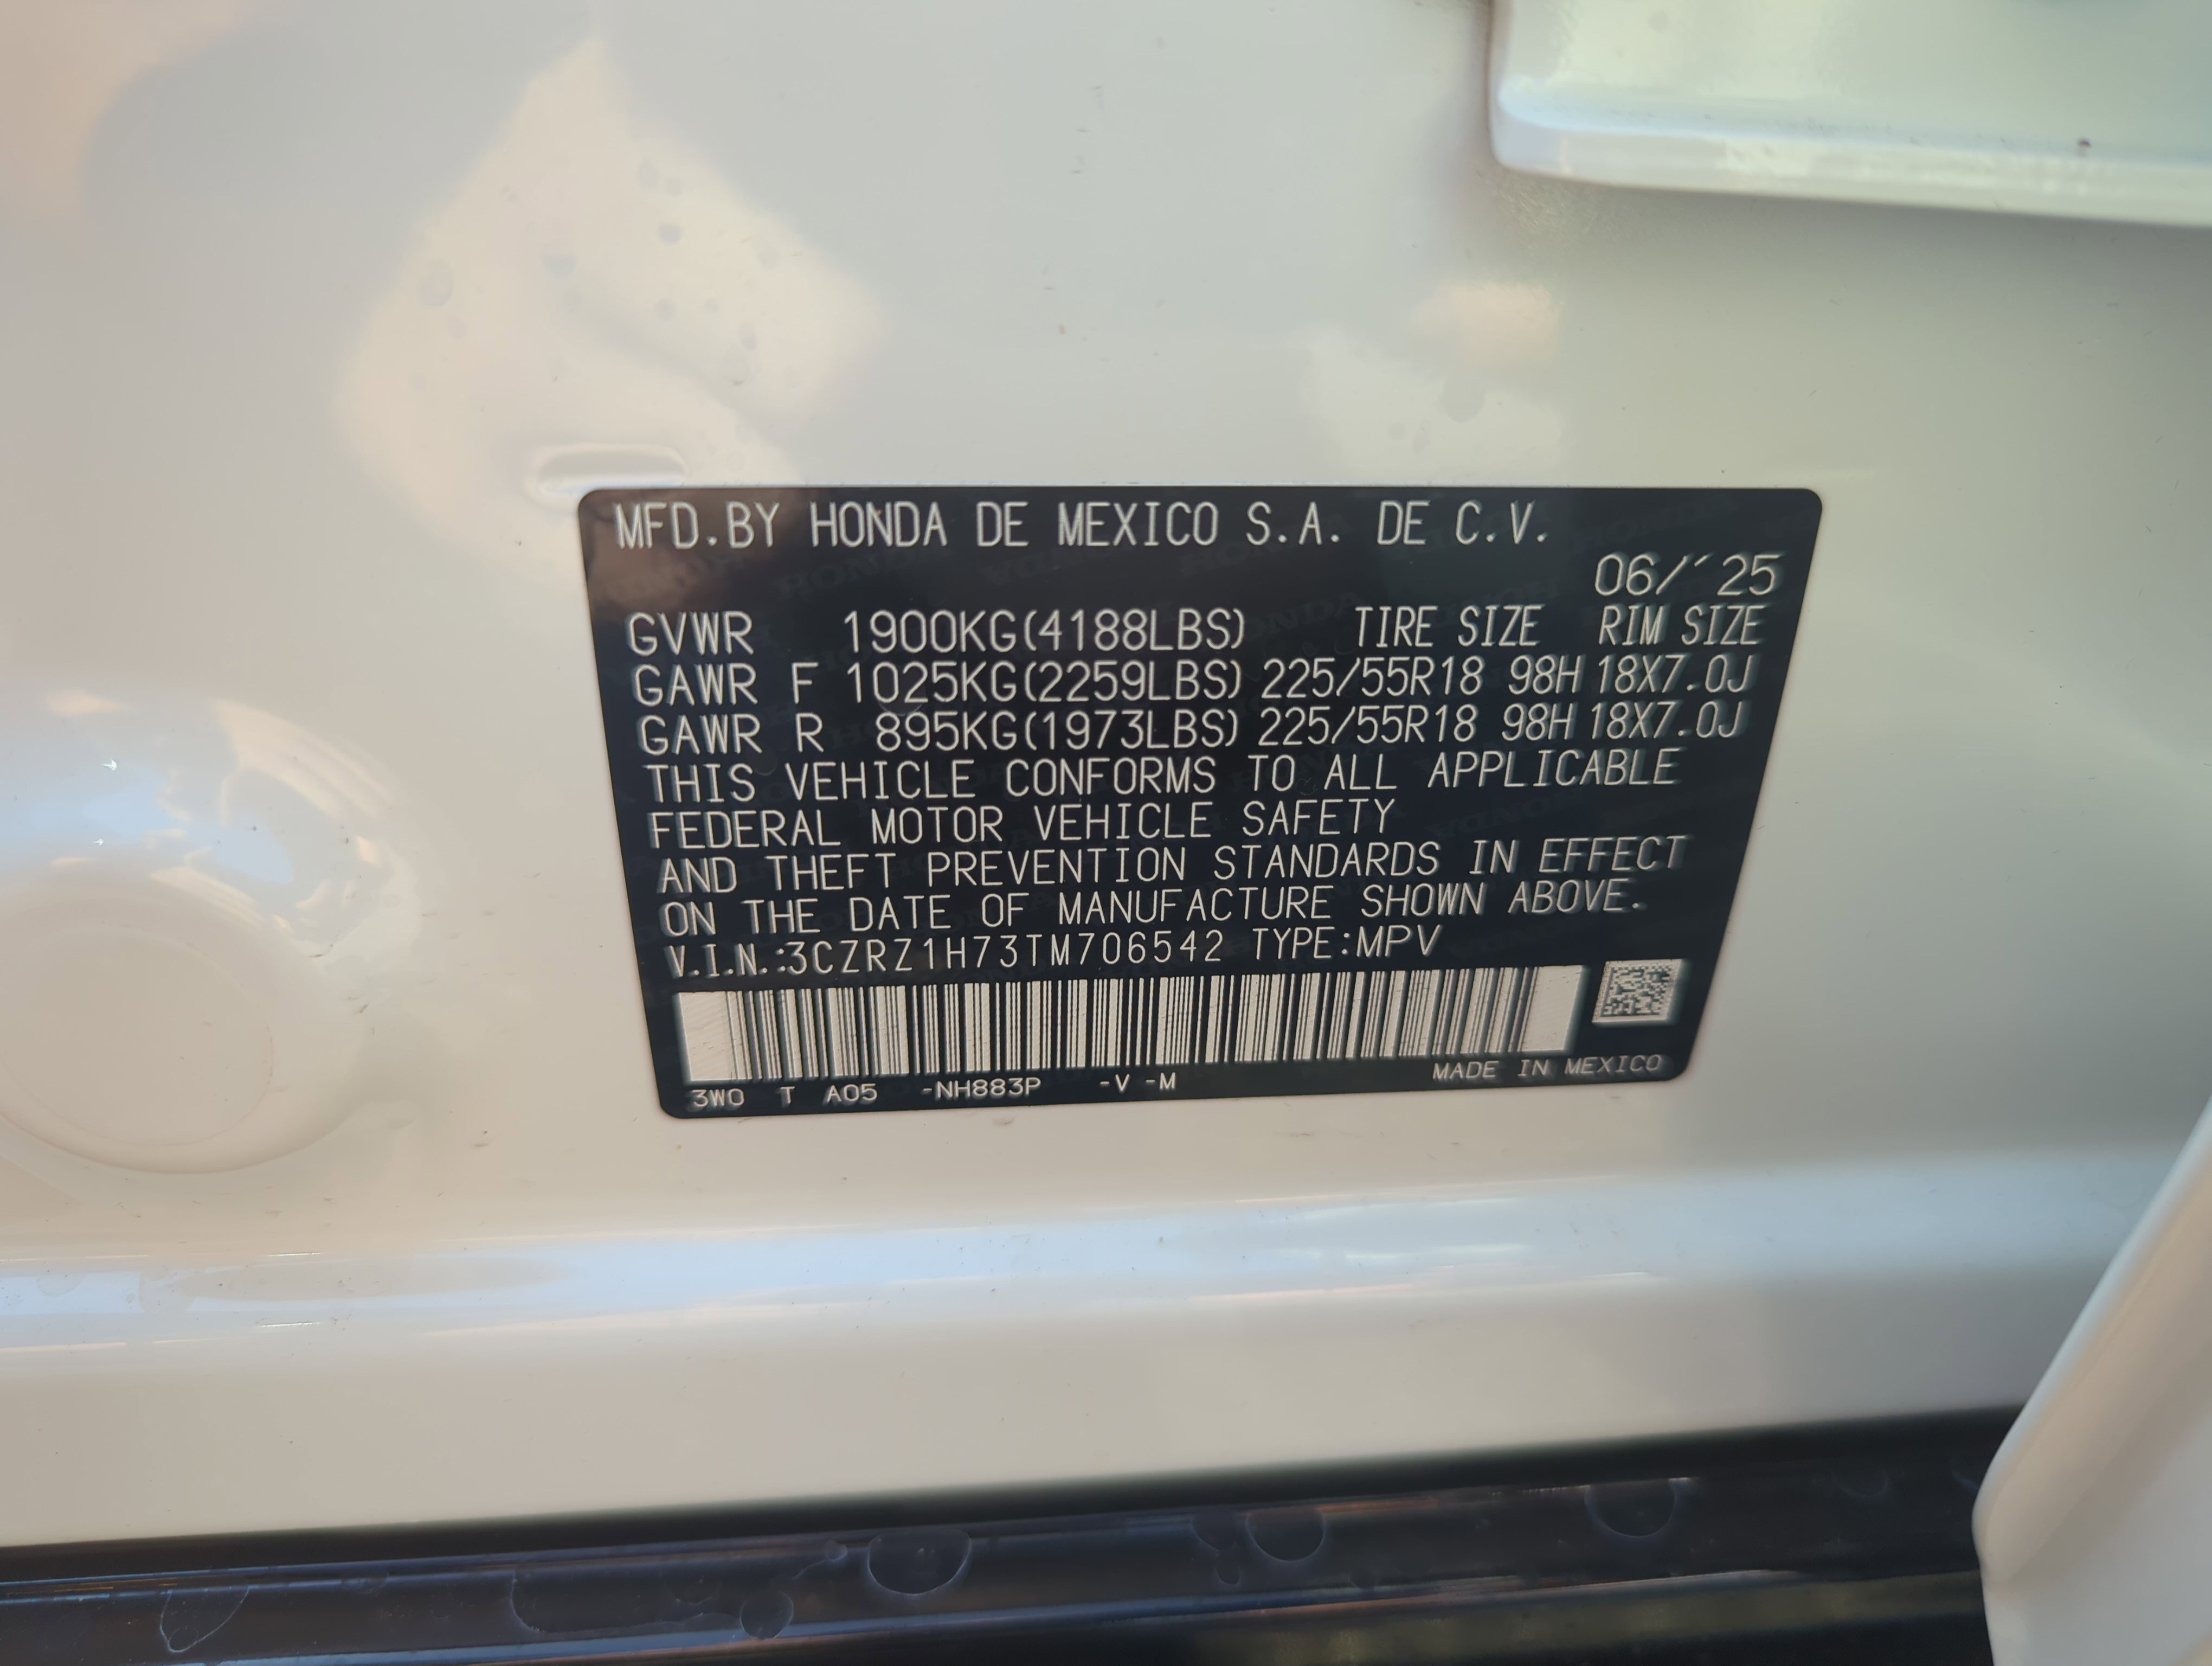 MFD.BY HONDA DE MEXICO S.A. DE C.V.
06/´25
GVWR 1900KG(4188LBS) TIRE SIZE RIM SIZE
GAWR F 1025KG(2259LBS) 225/55R18 98H 18X7.0J
GAWR R 895KG(1973LBS) 225/55R18 98H 18X7.0J
THIS VEHICLE CONFORMS TO ALL APPLICABLE
FEDERAL MOTOR VEHICLE SAFETY
AND THEFT PREVENTION STANDARDS IN EFFECT
ON THE DATE OF MANUFACTURE SHOWN ABOVE.
V.I.N.:3CZRZ1H73TM706542 TYPE:MPV
3W0 T A05 -NH883P -V -M MADE IN MEXICO